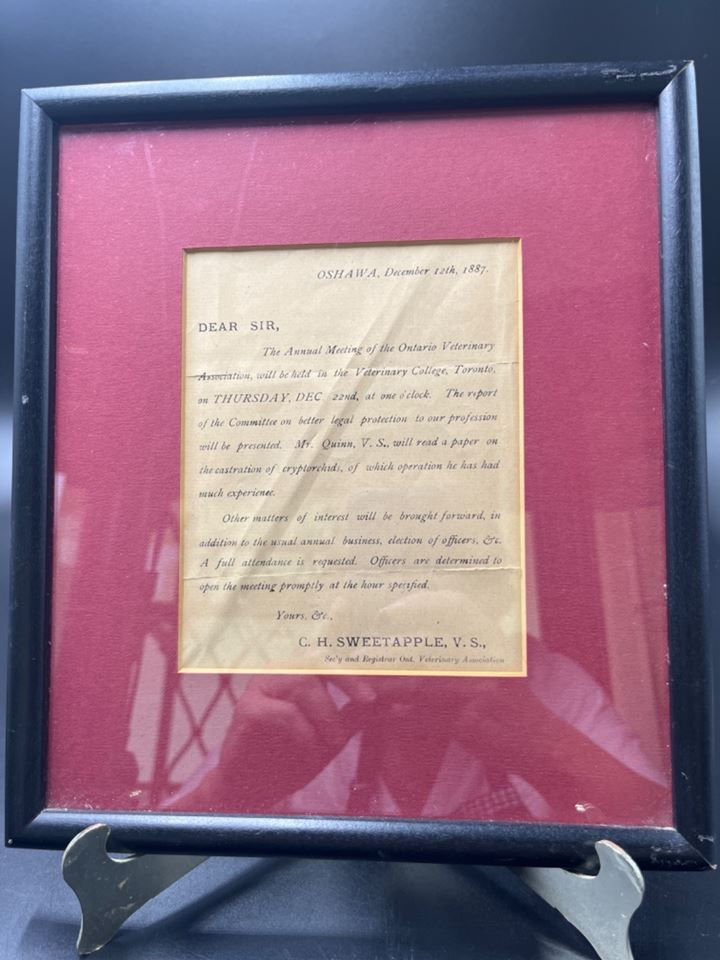 OSHAWA, December 12th, 1887.
DEAR SIR,
The Annual Meeting of the Ontario Veterinary
Association, will be held in the Veterinary College, Toronto,
on THURSDAY, DEC 22nd, at one o'clock. The report
of the Committee on better legal protection to our profession
will be presented. Mr. Quinn, V. S., will read a paper on
the castration of cryptorchids, of which operation he has had
much experience.
Other matters of interest will be brought forward, in
addition to the usual annual business, election of officers, &c.
A full attendance is requested. Officers are determined to
open the meeting promptly at the hour specified.
Yours, &c.,
C. H. SWEETAPPLE, V. S.,
Sec'y and Registrar Ont. Veterinary Association